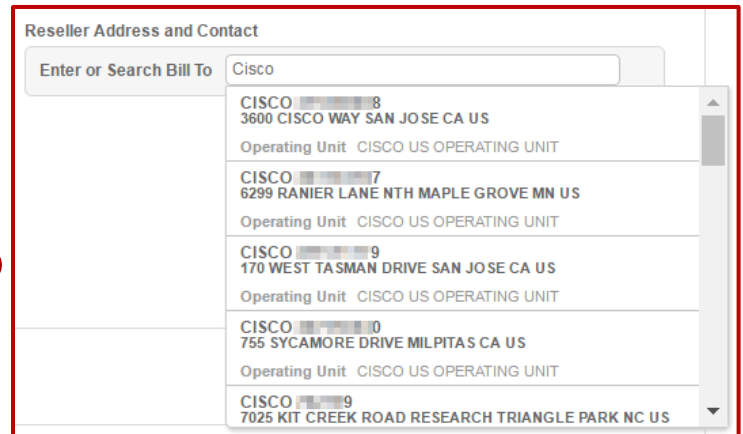 Reseller Address and Contact
Enter or Search Bill To Cisco
CISCO 8
3600 CISCO WAY SAN JOSE CA US
Operating Unit CISCO US OPERATING UNIT
CISCO 7
6299 RANIER LANE NTH MAPLE GROVE MN US
Operating Unit CISCO US OPERATING UNIT
CISCO 9
170 WEST TASMAN DRIVE SAN JOSE CA US
Operating Unit CISCO US OPERATING UNIT
CISCO 0
755 SYCAMORE DRIVE MILPITAS CA US
Operating Unit CISCO US OPERATING UNIT
CISCO 9
7025 KIT CREEK ROAD RESEARCH TRIANGLE PARK NC US